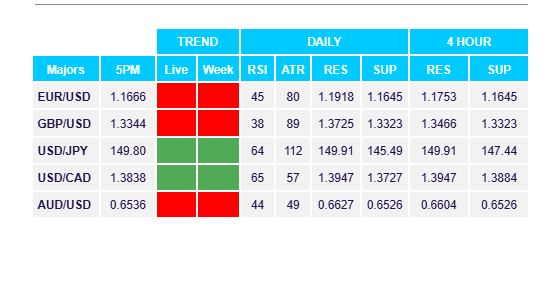 TREND DAILY 4 HOUR
Majors 5PM Live Week RSI ATR RES SUP RES SUP
EUR/USD 1.1666 45 80 1.1918 1.1645 1.1753 1.1645
GBP/USD 1.3344 38 89 1.3725 1.3323 1.3466 1.3323
USD/JPY 149.80 64 112 149.91 145.49 149.91 147.44
USD/CAD 1.3838 65 57 1.3947 1.3727 1.3947 1.3884
AUD/USD 0.6536 44 49 0.6627 0.6526 0.6604 0.6526